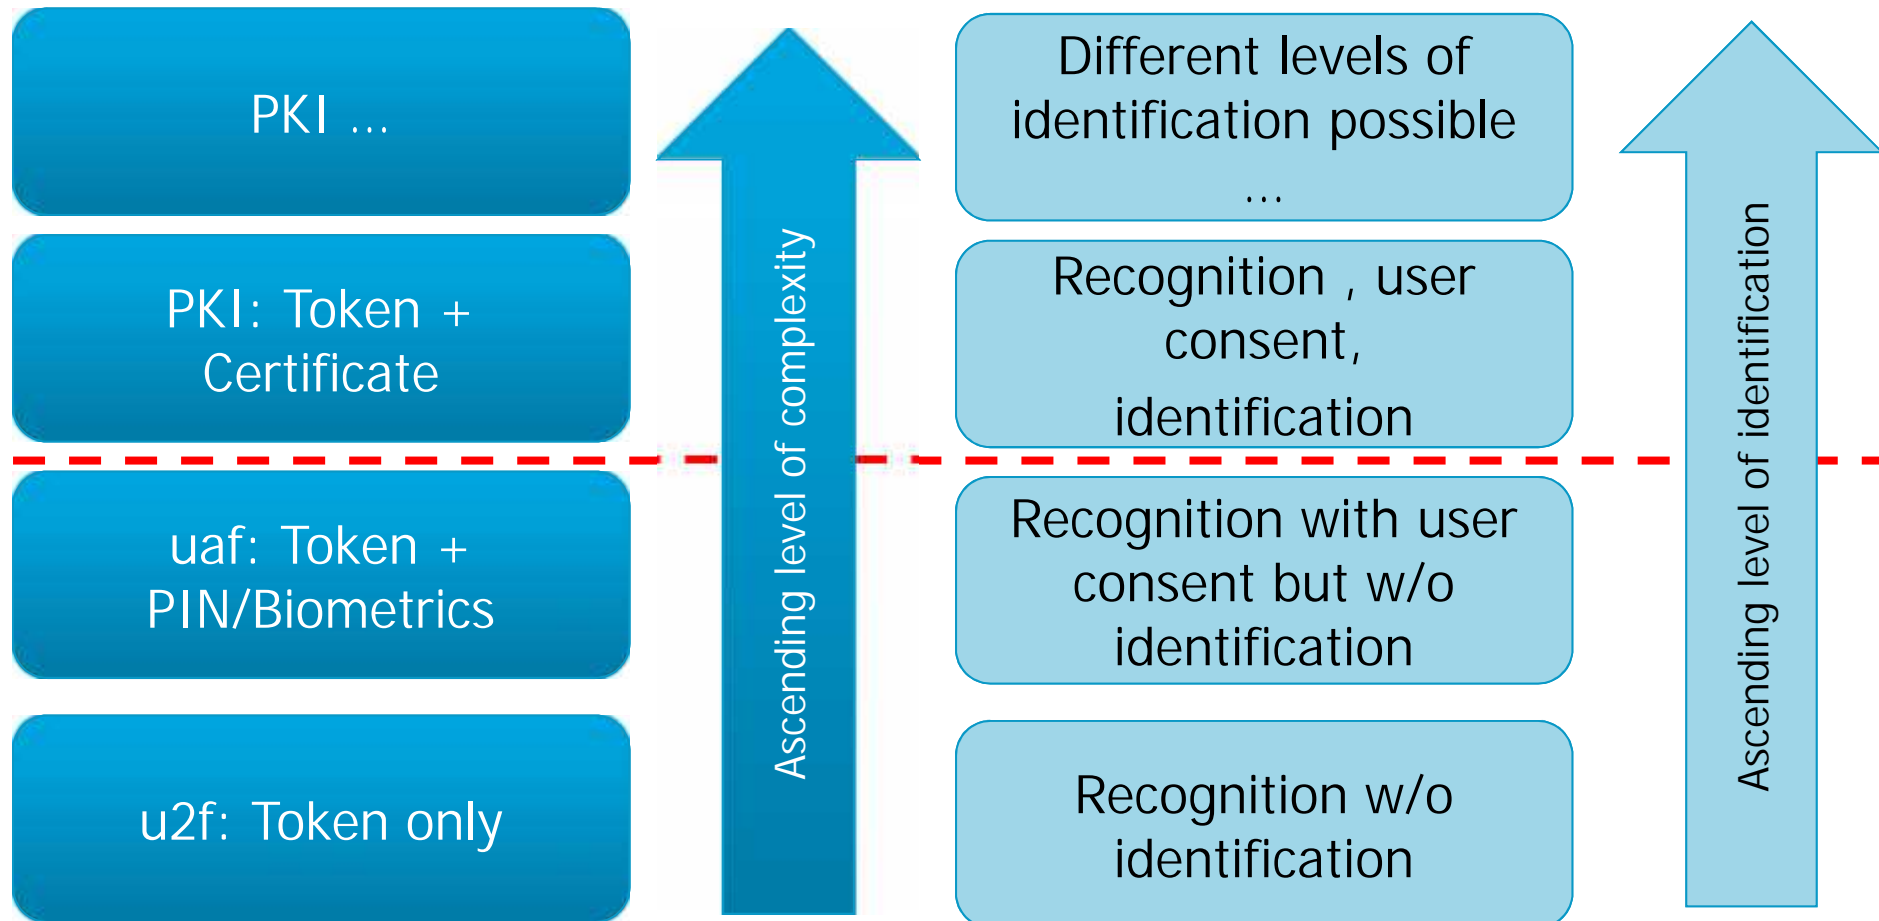 PKI ...
PKI: Token +
Certificate
uaf: Token +
PIN/Biometrics
u2f: Token only
Ascending level of complexity
Different levels of
identification possible
...
Recognition , user
consent,
identification
Recognition with user
consent but w/o
identification
Recognition w/o
identification
Ascending level of identification